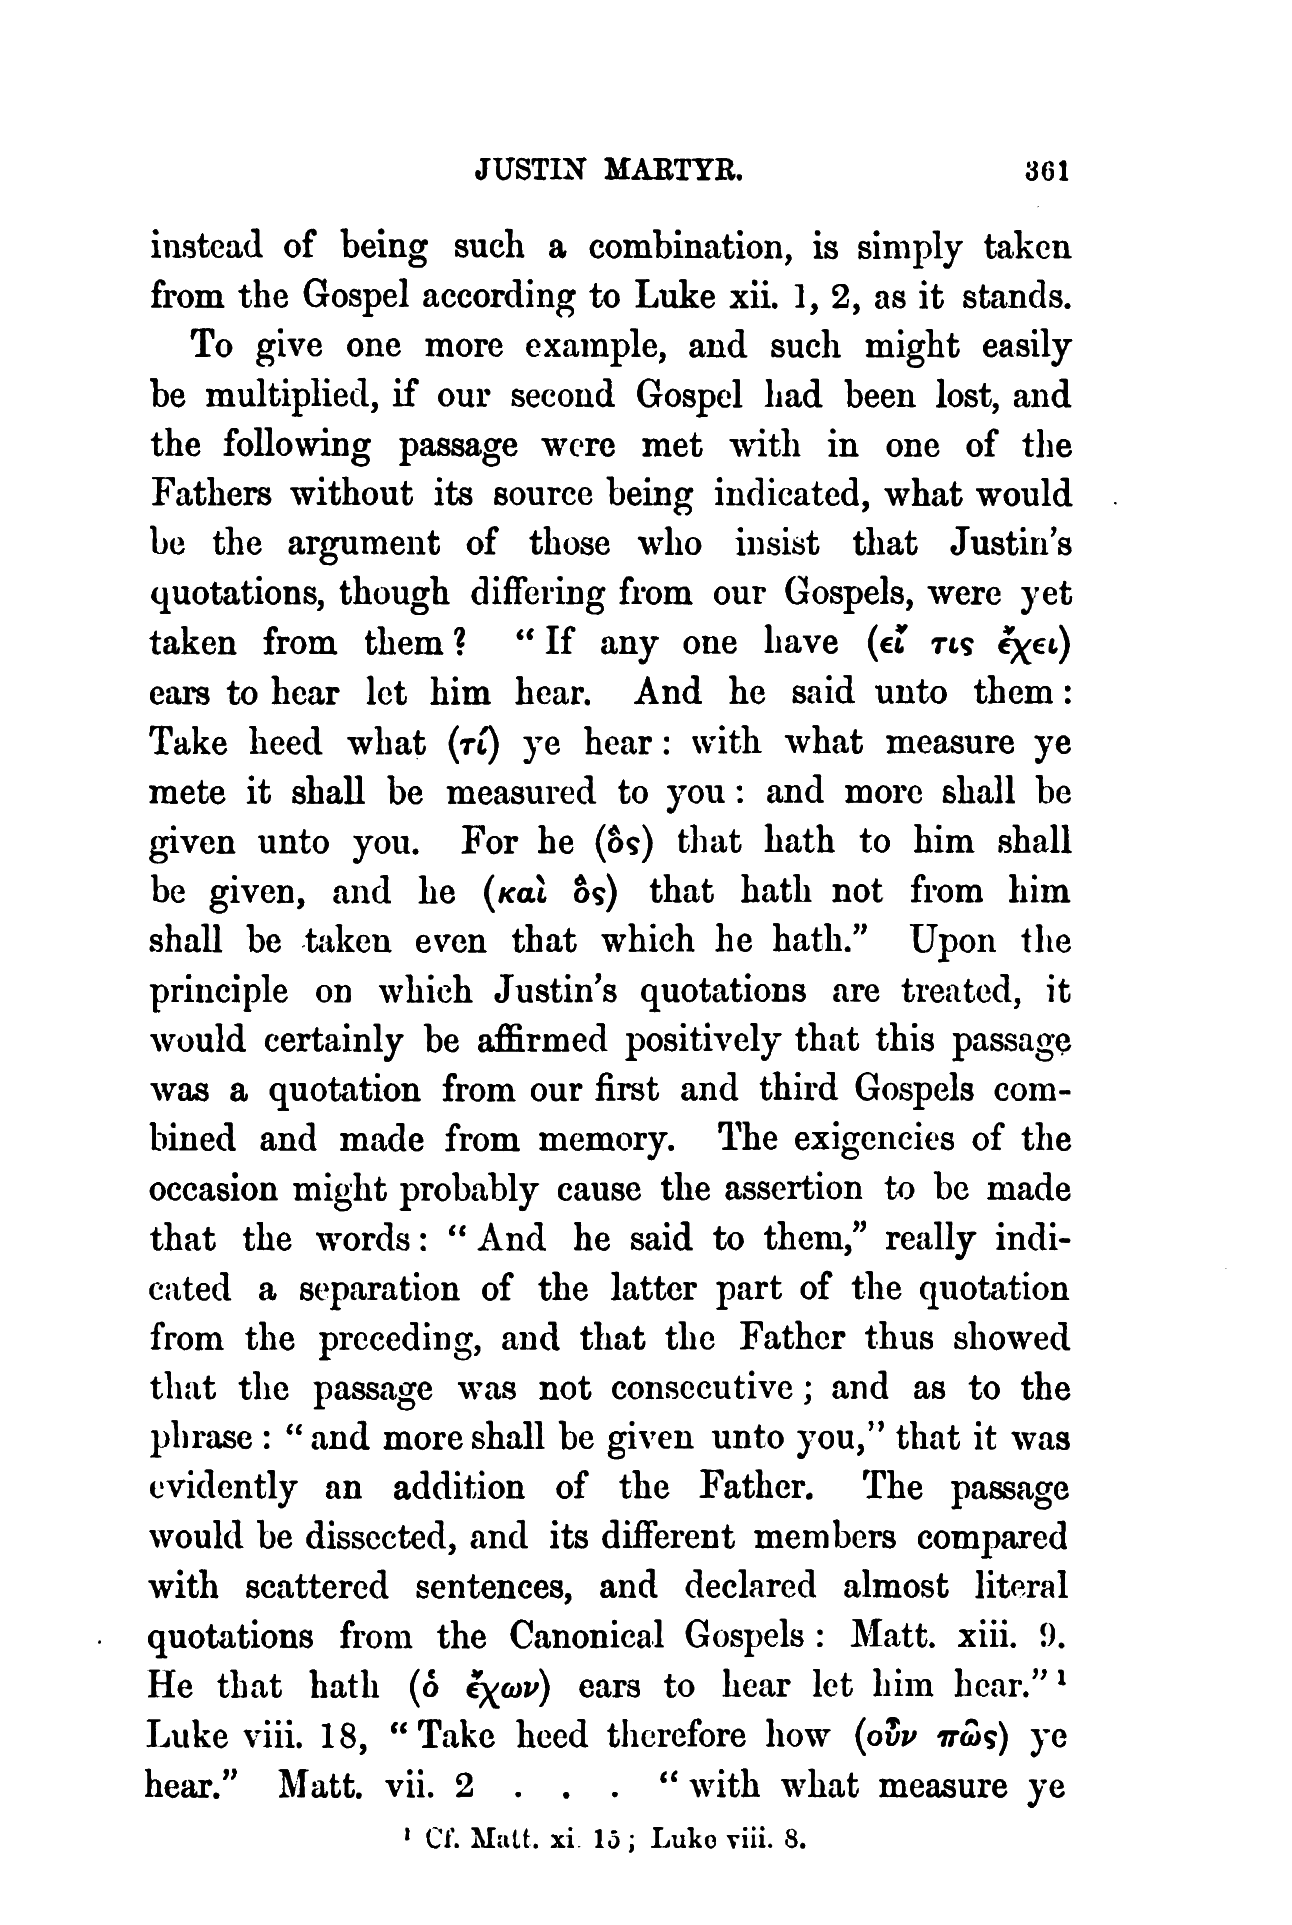 JUSTIN MARTYR. 361
instead of being such a combination, is simply taken
from the Gospel according to Luke xii. 1, 2, as it stands.
To give one more example, and such might easily
be multiplied, if our second Gospel had been lost, and
the following passage were met with in one of the
Fathers without its source being indicated, what would
be the argument of those who insist that Justin's
quotations, though differing from our Gospels, were yet
taken from them? "If any one have (εἴ τις ἔχει)
ears to hear let him hear. And he said unto them:
Take heed what (τί) ye hear: with what measure ye
mete it shall be measured to you: and more shall be
given unto you. For he (ὃς) that hath to him shall
be given, and he (καὶ ὃς) that hath not from him
shall be taken even that which he hath." Upon the
principle on which Justin's quotations are treated, it
would certainly be affirmed positively that this passage
was a quotation from our first and third Gospels com-
bined and made from memory. The exigencies of the
occasion might probably cause the assertion to be made
that the words: "And he said to them," really indi-
cated a separation of the latter part of the quotation
from the preceding, and that the Father thus showed
that the passage was not consecutive; and as to the
phrase: "and more shall be given unto you," that it was
evidently an addition of the Father. The passage
would be dissected, and its different members compared
with scattered sentences, and declared almost literal
quotations from the Canonical Gospels: Matt. xiii. 9.
He that hath (ὁ ἔχων) ears to hear let him hear."¹
Luke viii. 18, "Take heed therefore how (οὖν πῶς) ye
hear." Matt. vii. 2 . . . "with what measure ye
¹ Cf. Matt. xi. 15; Luke viii. 8.